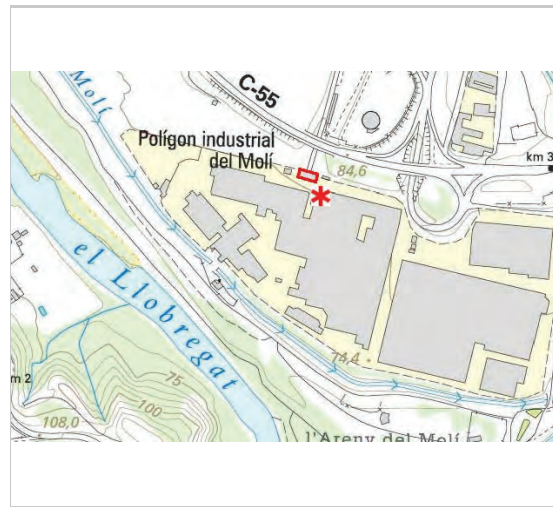 Molí
C-55
Polígon industrial
del Molí
84,6
km 3
el Llobregat
74,4
m 2
75
100
108,0
l'Areny del Molí